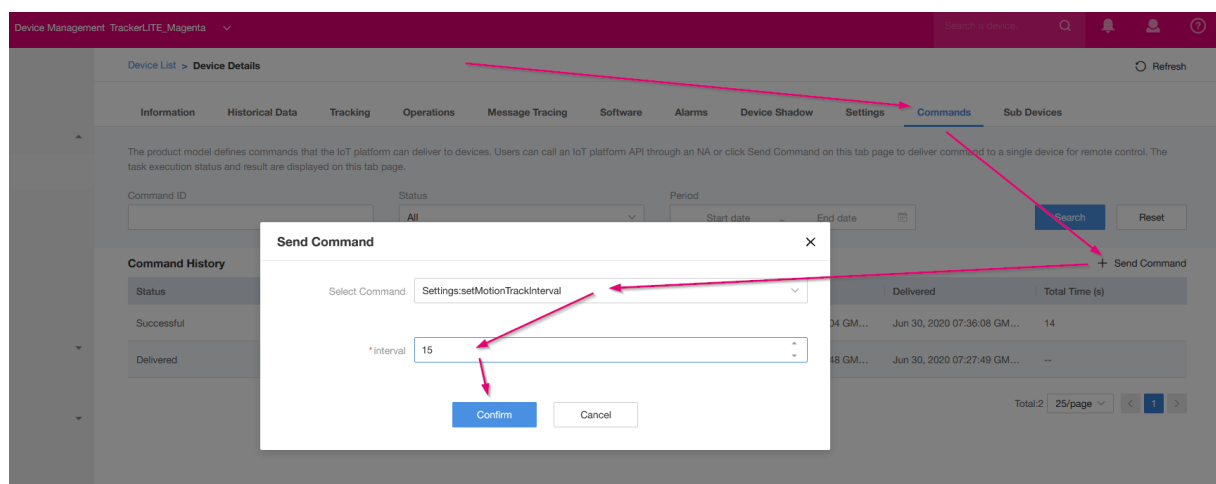 Device Management TrackerLITE_Magenta
Search a device.
Device List > Device Details
Refresh
Information Historical Data Tracking Operations Message Tracing Software Alarms Device Shadow Settings Commands Sub Devices
The product model defines commands that the IoT platform can deliver to devices. Users can call an IoT platform API through an NA or click Send Command on this tab page to deliver command to a single device for remote control. The
task execution status and result are displayed on this tab page.
Command ID Status Period
All Start date - End date Search Reset
Send Command
Command History + Send Command
Status Delivered Total Time (s)
Select Command Settings:setMotionTrackInterval
Successful 04 GM... Jun 30, 2020 07:36:08 GM... 14
*interval 15
Delivered 48 GM... Jun 30, 2020 07:27:49 GM... --
Total:2 25/page < 1 >
Confirm Cancel